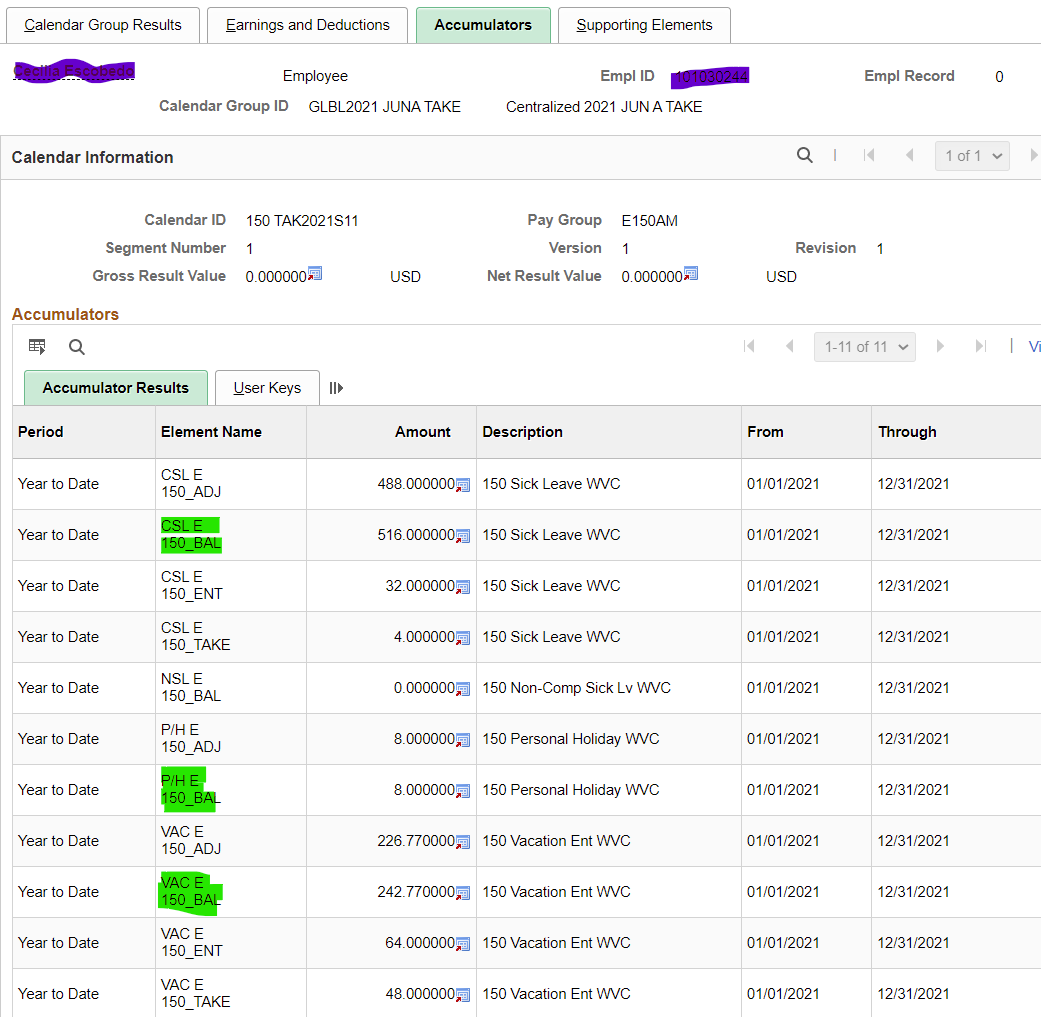 Calendar Group Results
Earnings and Deductions
Accumulators
Supporting Elements
Employee
Empl ID
Empl Record 0
Calendar Group ID GLBL2021 JUNA TAKE Centralized 2021 JUN A TAKE
Calendar Information
1 of 1
Calendar ID 150 TAK2021S11 Pay Group E150AM
Segment Number 1 Version 1 Revision 1
Gross Result Value 0.000000 USD Net Result Value 0.000000 USD
Accumulators
1-11 of 11 Vi
Accumulator Results User Keys
Period Element Name Amount Description From Through
Year to Date CSL E 150_ADJ 488.000000 150 Sick Leave WVC 01/01/2021 12/31/2021
Year to Date CSL E 150_BAL 516.000000 150 Sick Leave WVC 01/01/2021 12/31/2021
Year to Date CSL E 150_ENT 32.000000 150 Sick Leave WVC 01/01/2021 12/31/2021
Year to Date CSL E 150_TAKE 4.000000 150 Sick Leave WVC 01/01/2021 12/31/2021
Year to Date NSL E 150_BAL 0.000000 150 Non-Comp Sick Lv WVC 01/01/2021 12/31/2021
Year to Date P/H E 150_ADJ 8.000000 150 Personal Holiday WVC 01/01/2021 12/31/2021
Year to Date P/H E 150_BAL 8.000000 150 Personal Holiday WVC 01/01/2021 12/31/2021
Year to Date VAC E 150_ADJ 226.770000 150 Vacation Ent WVC 01/01/2021 12/31/2021
Year to Date VAC E 150_BAL 242.770000 150 Vacation Ent WVC 01/01/2021 12/31/2021
Year to Date VAC E 150_ENT 64.000000 150 Vacation Ent WVC 01/01/2021 12/31/2021
Year to Date VAC E 150_TAKE 48.000000 150 Vacation Ent WVC 01/01/2021 12/31/2021